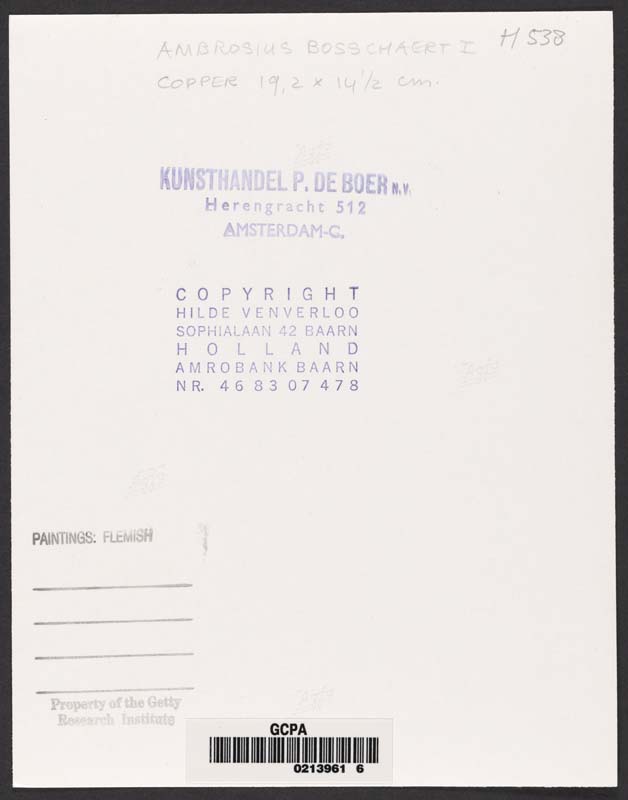 AMBROSIUS BOSSCHAERT I H 538
COPPER 19,2 x 14 1/2 cm.
KUNSTHANDEL P. DE BOER N.V.
Herengracht 512
AMSTERDAM-C.
COPYRIGHT
HILDE VENVERLOO
SOPHIALAAN 42 BAARN
HOLLAND
AMROBANK BAARN
NR. 46 83 07 478
PAINTINGS: FLEMISH
Property of the Getty
Research Institute
GCPA
0213961 6